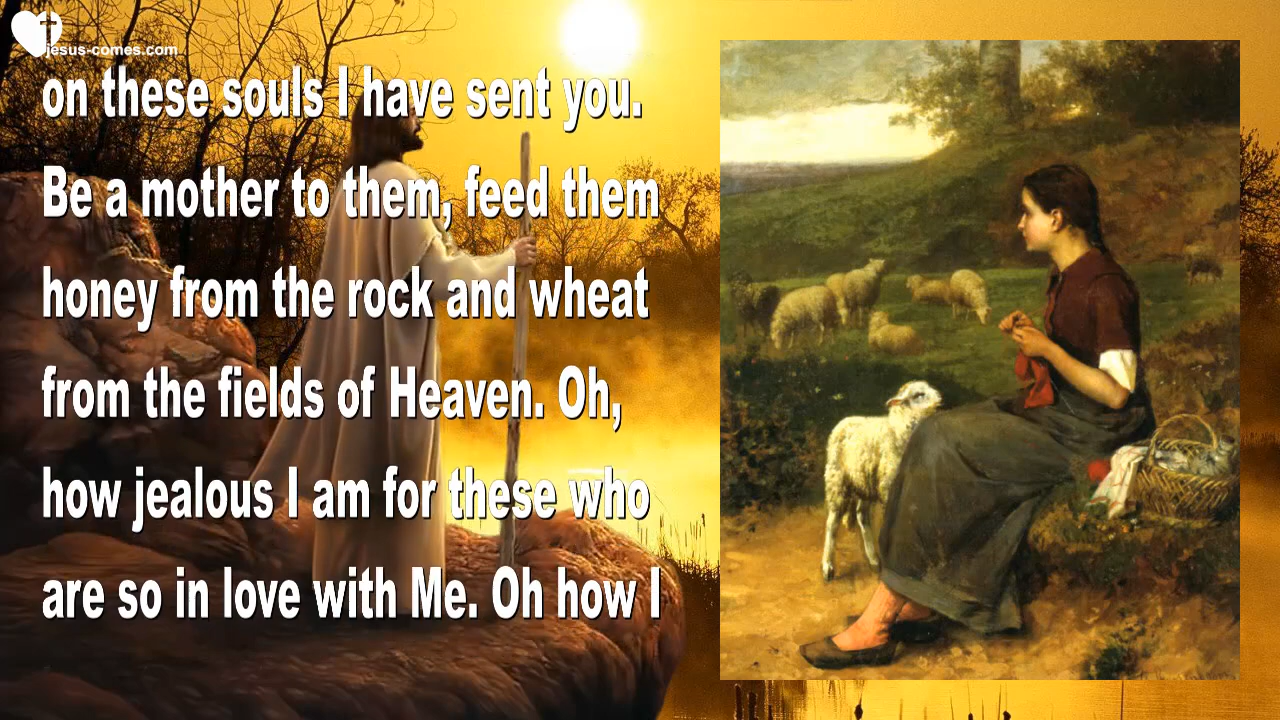 jesus-comes.com
on these souls I have sent you.
Be a mother to them, feed them
honey from the rock and wheat
from the fields of Heaven. Oh,
how jealous I am for these who
are so in love with Me. Oh how I